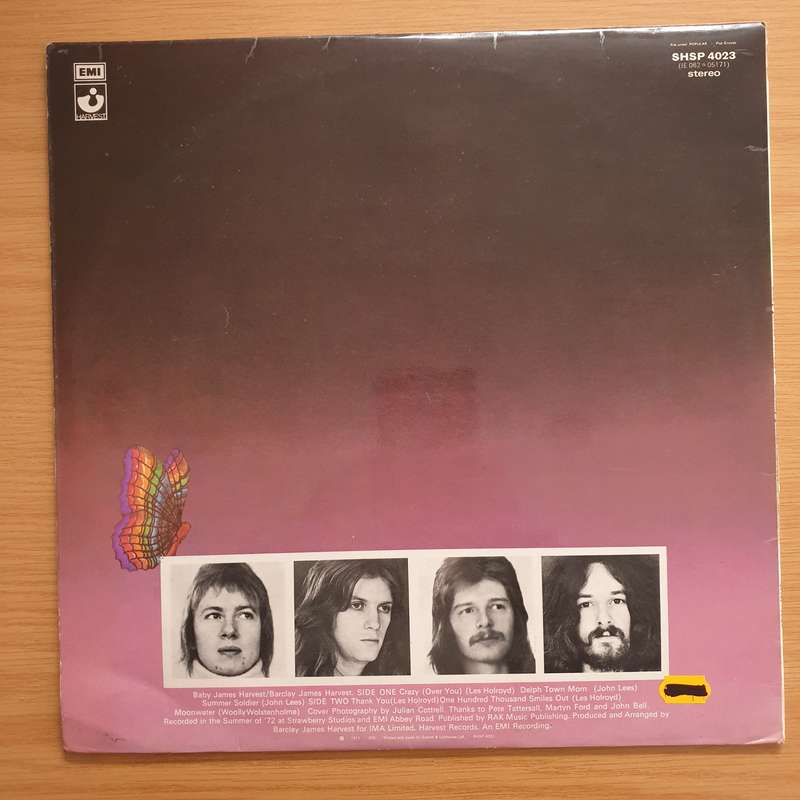 EMI
HARVEST
SHSP 4023
(IE 062 o 05171)
stereo
Baby James Harvest/Barclay James Harvest. SIDE ONE Crazy (Over You) (Les Holroyd) Delph Town Morn (John Lees)
Summer Soldier (John Lees) SIDE TWO Thank You(Les Holroyd)One Hundred Thousand Smiles Out (Les Holroyd)
Moonwater (WoollyWolstenholme) Cover Photography by Julian Cottrell. Thanks to Pete Tattersall, Martyn Ford and John Bell.
Recorded in the Summer of '72 at Strawberry Studios and EMI Abbey Road. Published by RAK Music Publishing. Produced and Arranged by
Barclay James Harvest for IMA Limited. Harvest Records. An EMI Recording.